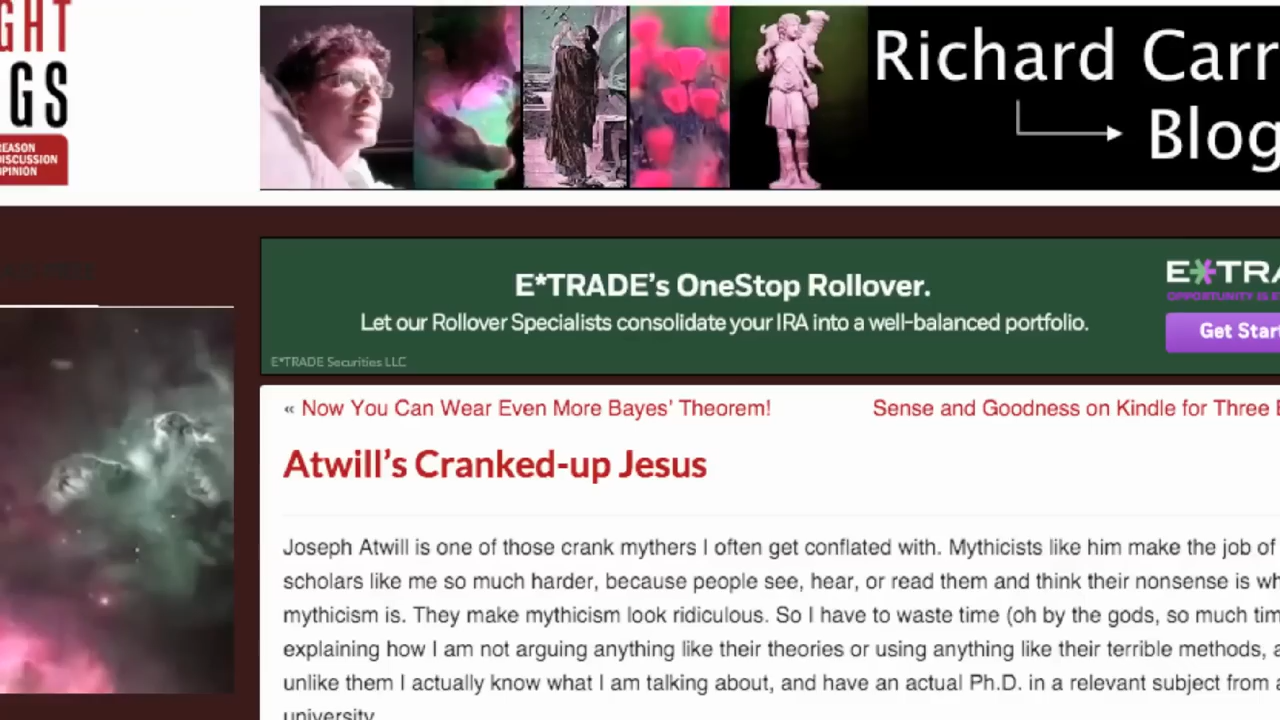 GHT
GS
REASON
DISCUSSION
OPINION
Richard Carr
Blog
E*TRADE's OneStop Rollover.
Let our Rollover Specialists consolidate your IRA into a well-balanced portfolio.
E*TRADE Securities LLC
E*TRA
OPPORTUNITY IS E
Get Start
« Now You Can Wear Even More Bayes' Theorem!
Sense and Goodness on Kindle for Three
Atwill's Cranked-up Jesus
Joseph Atwill is one of those crank mythers I often get conflated with. Mythicists like him make the job of
scholars like me so much harder, because people see, hear, or read them and think their nonsense is wh
mythicism is. They make mythicism look ridiculous. So I have to waste time (oh by the gods, so much tim
explaining how I am not arguing anything like their theories or using anything like their terrible methods, a
unlike them I actually know what I am talking about, and have an actual Ph.D. in a relevant subject from a
university